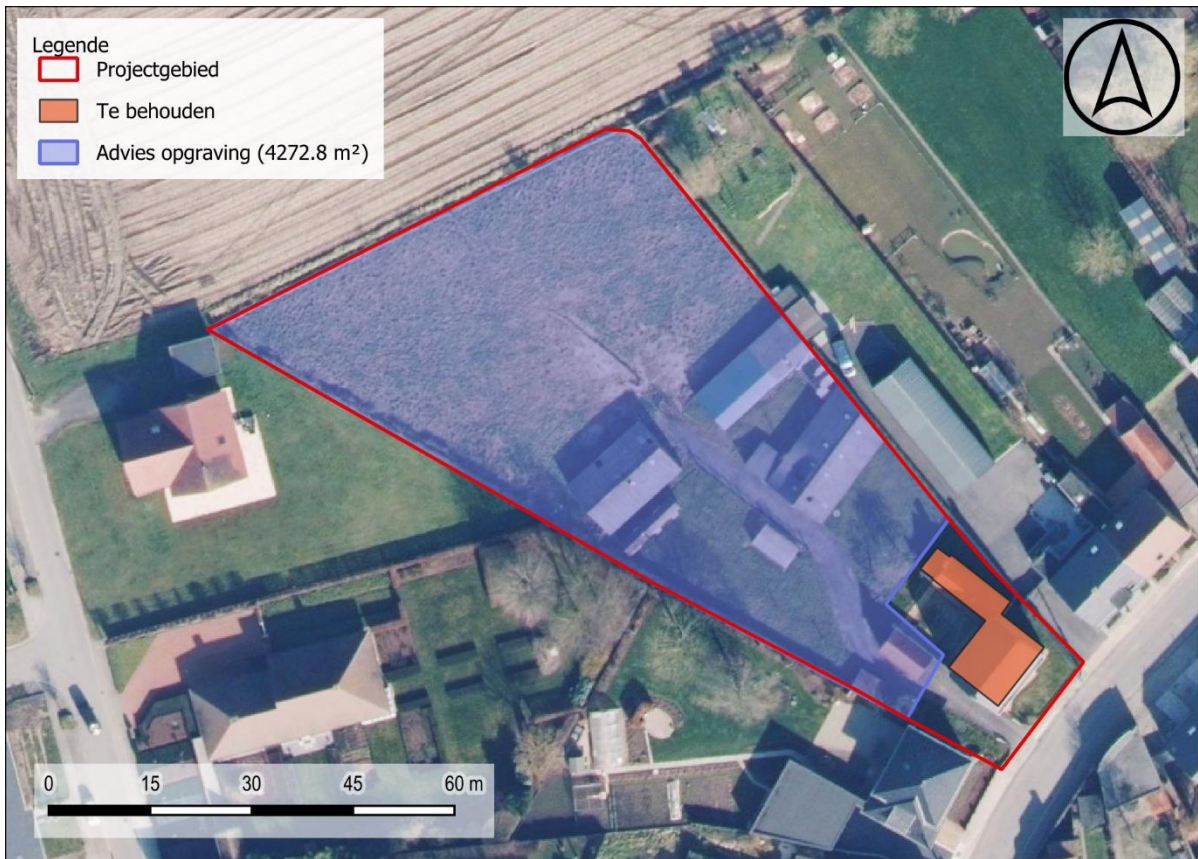 Legende
Projectgebied
Te behouden
Advies opgraving (4272.8 m²)
0 15 30 45 60 m